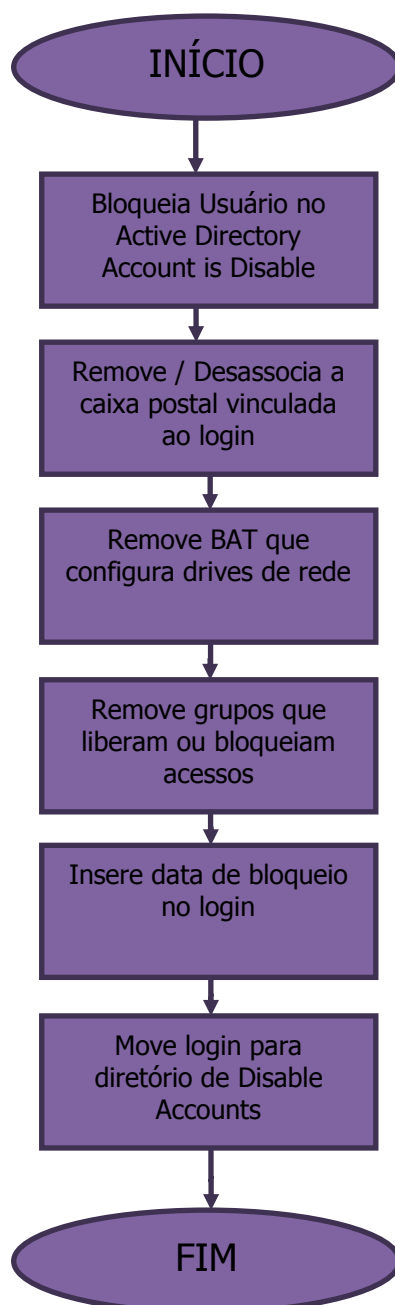 INÍCIO
Bloqueia Usuário no
Active Directory
Account is Disable
Remove / Desassocia a
caixa postal vinculada
ao login
Remove BAT que
configura drives de rede
Remove grupos que
liberam ou bloqueiam
acessos
Insere data de bloqueio
no login
Move login para
diretório de Disable
Accounts
FIM